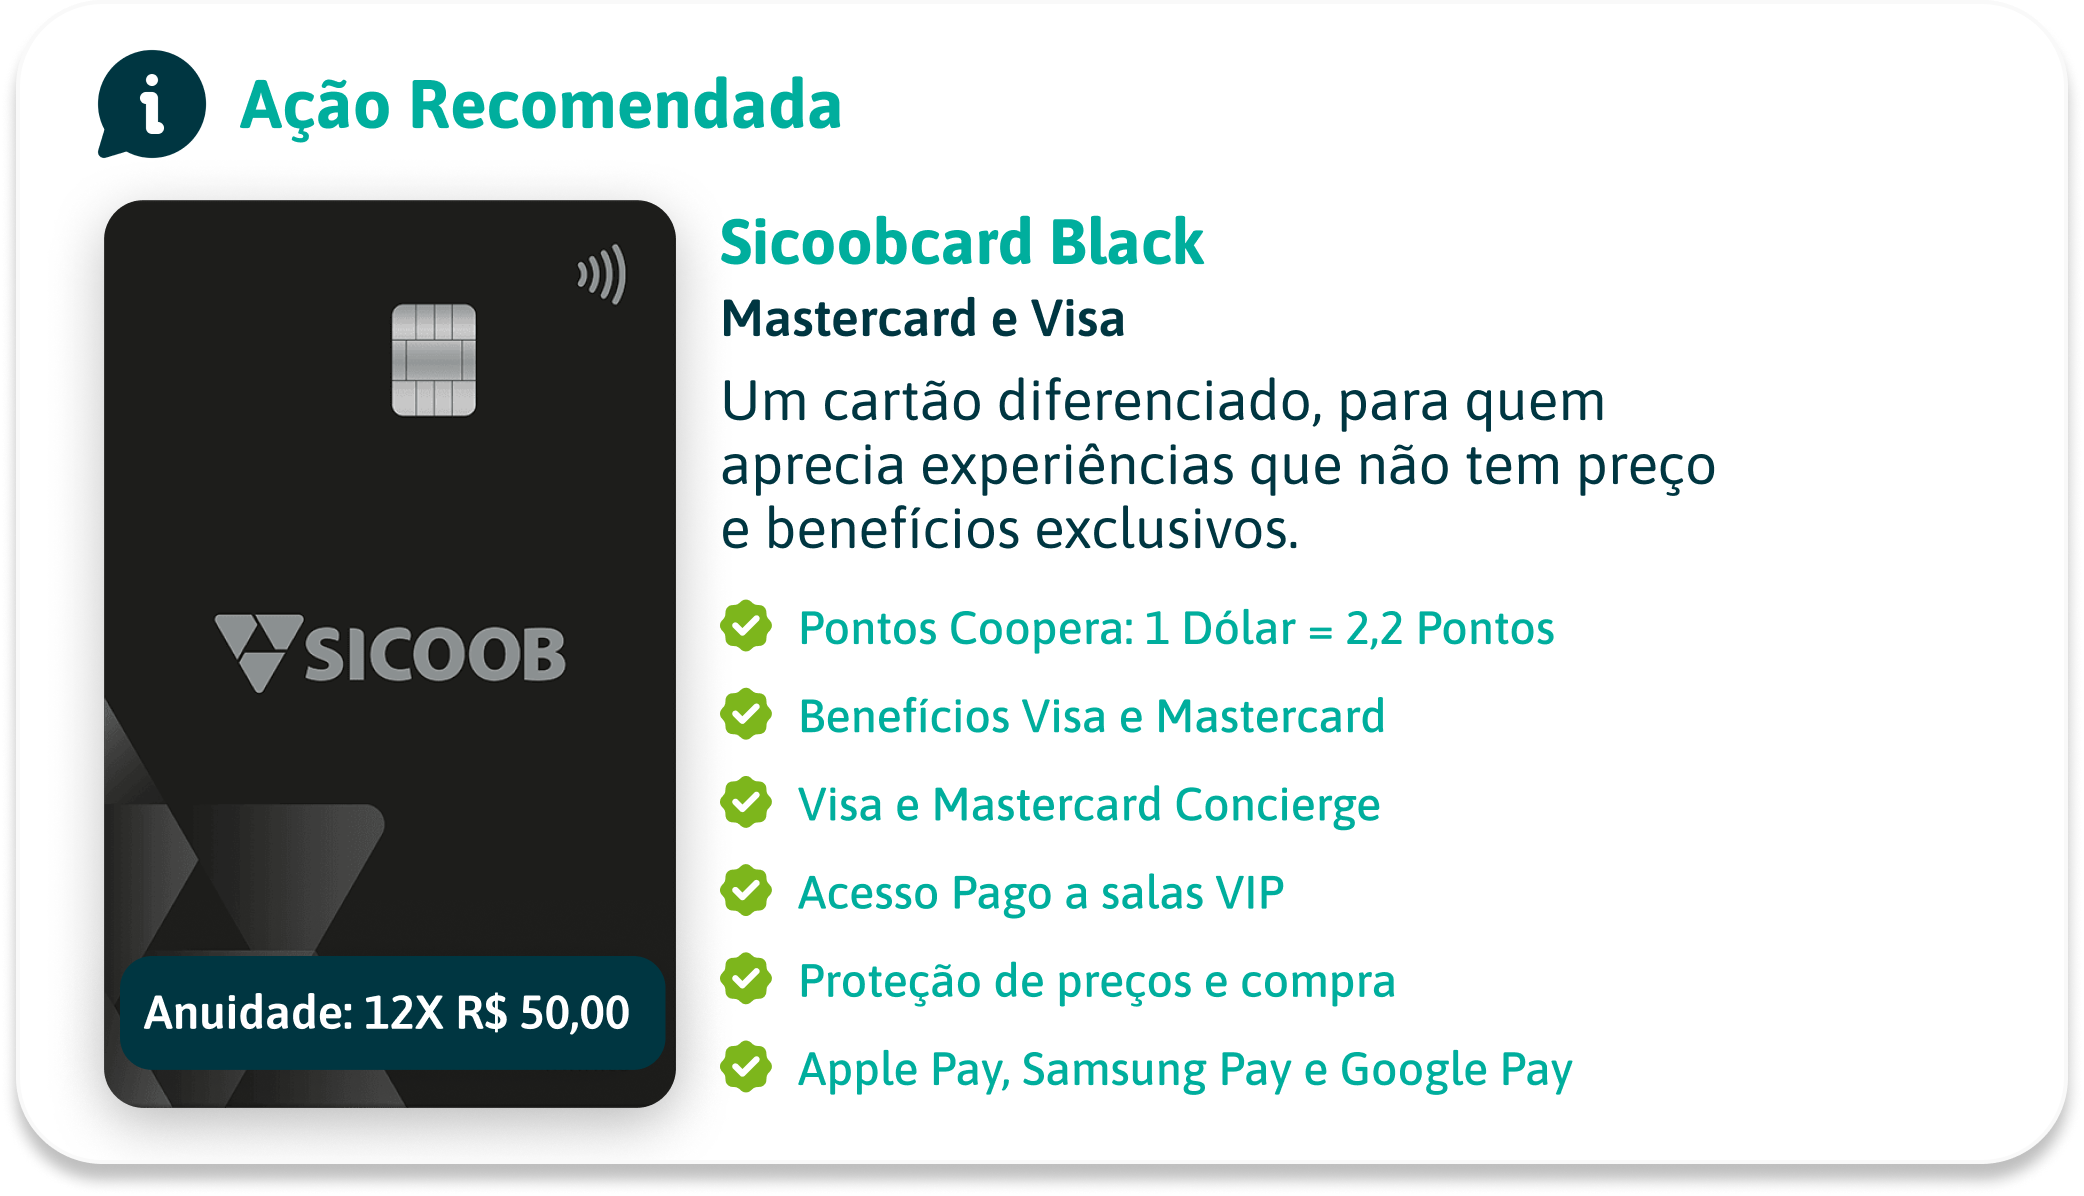 Ação Recomendada
SICOOB
Anuidade: 12X R$ 50,00
Sicoobcard Black
Mastercard e Visa
Um cartão diferenciado, para quem
aprecia experiências que não tem preço
e benefícios exclusivos.
Pontos Coopera: 1 Dólar = 2,2 Pontos
Benefícios Visa e Mastercard
Visa e Mastercard Concierge
Acesso Pago a salas VIP
Proteção de preços e compra
Apple Pay, Samsung Pay e Google Pay